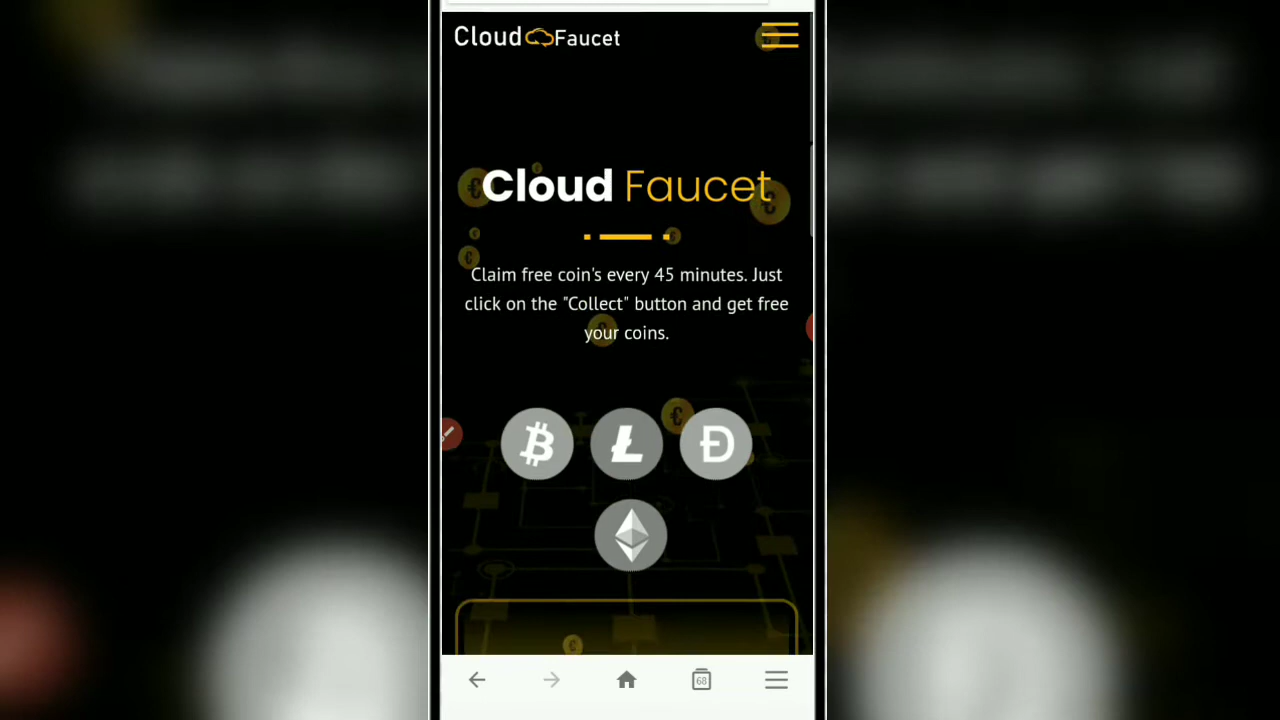 Cloud Faucet
Cloud Faucet
Claim free coin's every 45 minutes. Just
click on the "Collect" button and get free
your coins.
68